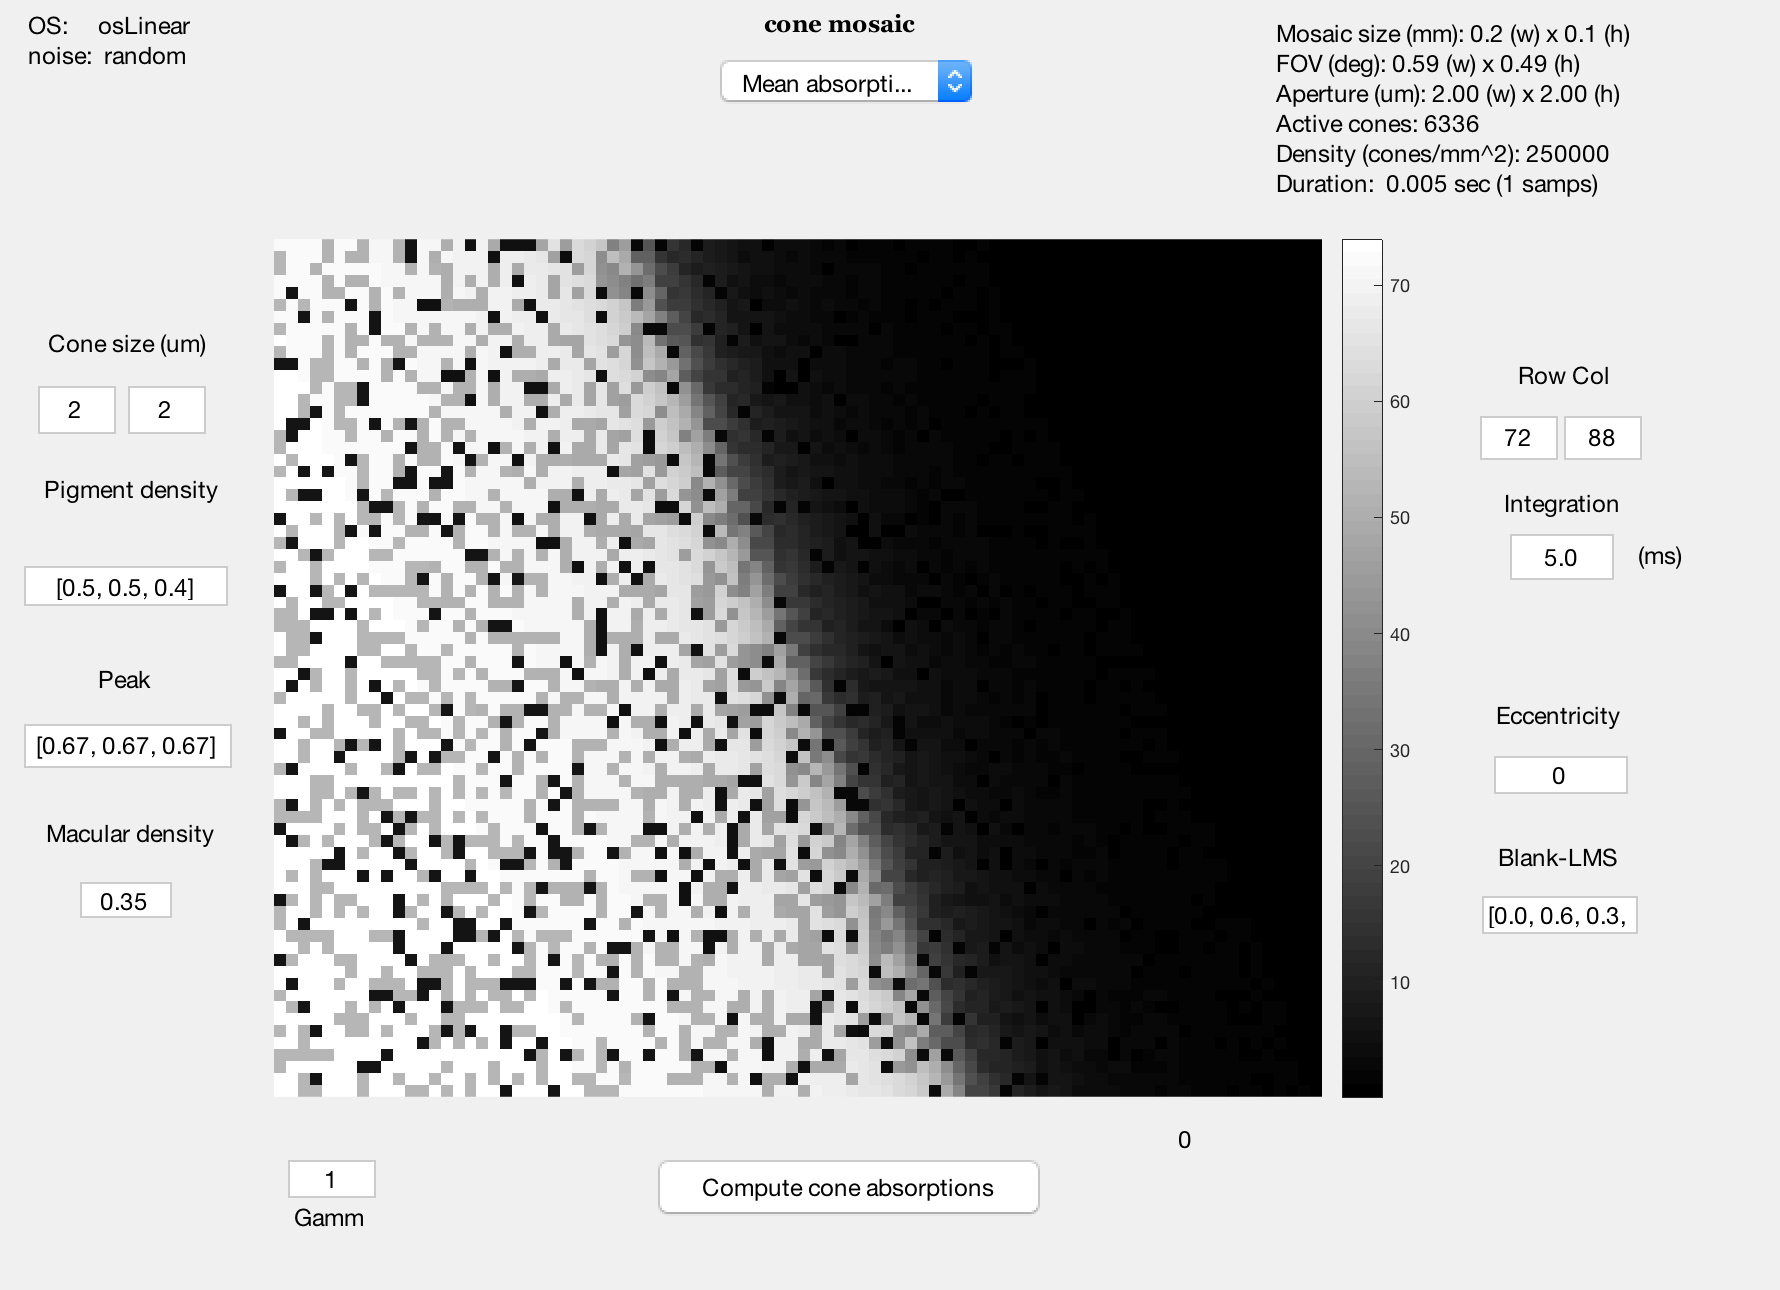 OS: osLinear
noise: random
cone mosaic
Mean absorpti...
Mosaic size (mm): 0.2 (w) x 0.1 (h)
FOV (deg): 0.59 (w) x 0.49 (h)
Aperture (um): 2.00 (w) x 2.00 (h)
Active cones: 6336
Density (cones/mm^2): 250000
Duration: 0.005 sec (1 samps)
Cone size (um)
2 2
Pigment density
[0.5, 0.5, 0.4]
Peak
[0.67, 0.67, 0.67]
Macular density
0.35
70
60
50
40
30
20
10
Row Col
72 88
Integration
5.0 (ms)
Eccentricity
0
Blank-LMS
[0.0, 0.6, 0.3,
0
1
Gamm
Compute cone absorptions